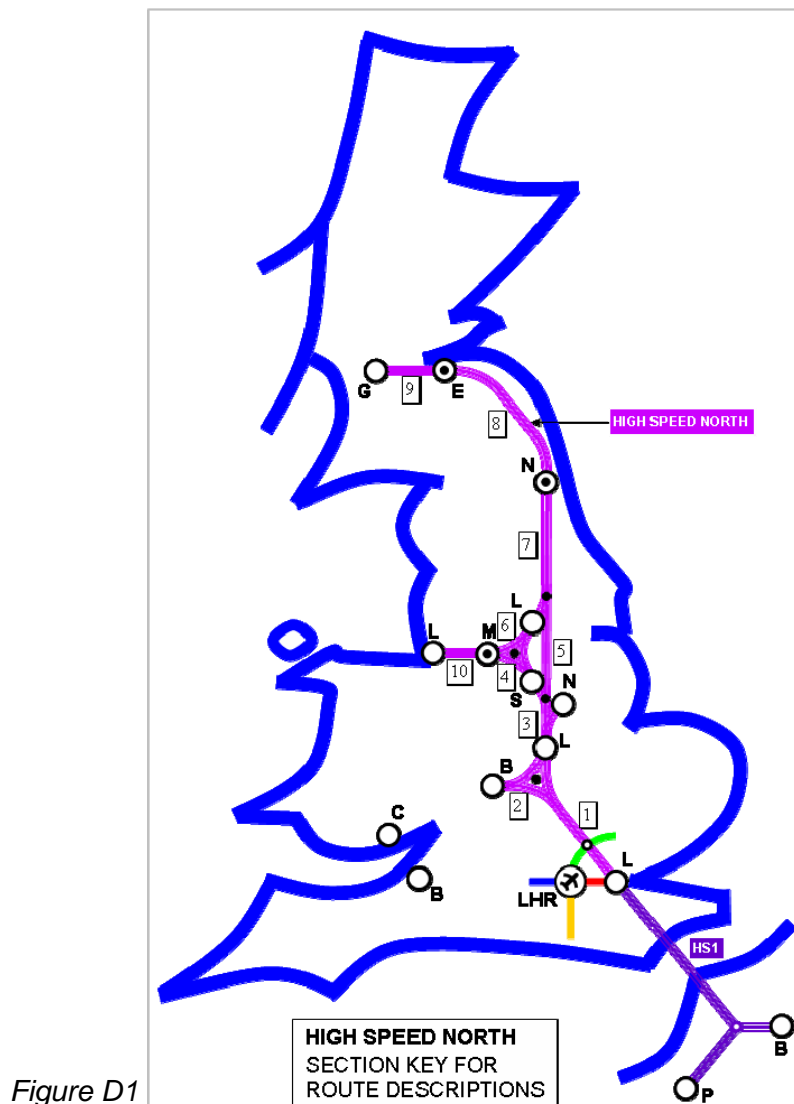 G
9
E
8
HIGH SPEED NORTH
N
7
L
6
M
L
10
4
5
S
N
3
L
B
2
1
C
B
L
LHR
HS1
B
P
HIGH SPEED NORTH
SECTION KEY FOR
ROUTE DESCRIPTIONS
Figure D1